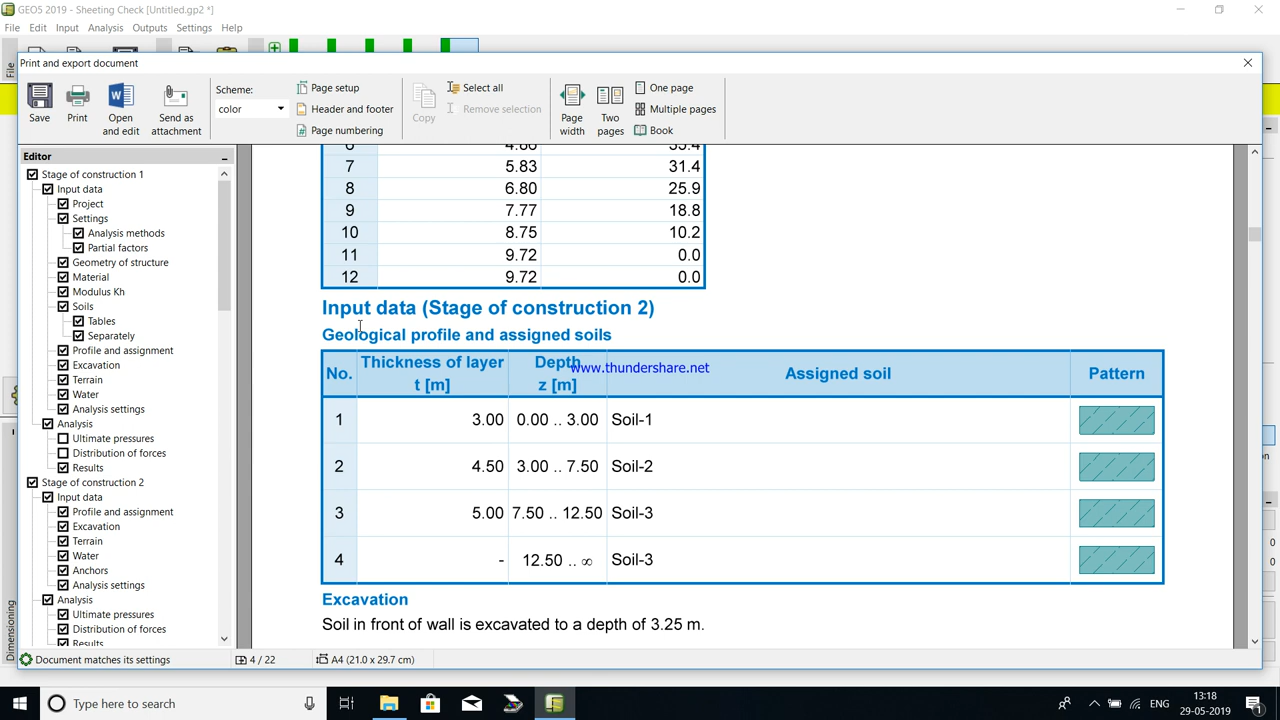 GEO5 2019 - Sheeting Check [Untitled.gp2 *]
File Edit Input Analysis Outputs Settings Help
File
Print and export document
Save
Print
Open and edit
Send as attachment
Scheme:
color
Page setup
Header and footer
Page numbering
Copy
Select all
Remove selection
Page width
Two pages
One page
Multiple pages
Book
Editor
Stage of construction 1
Input data
Project
Settings
Analysis methods
Partial factors
Geometry of structure
Material
Modulus Kh
Soils
Tables
Separately
Profile and assignment
Excavation
Terrain
Water
Analysis settings
Analysis
Ultimate pressures
Distribution of forces
Results
Stage of construction 2
Input data
Profile and assignment
Excavation
Terrain
Water
Anchors
Analysis settings
Analysis
Ultimate pressures
Distribution of forces
Results
6 4.86 35.4
7 5.83 31.4
8 6.80 25.9
9 7.77 18.8
10 8.75 10.2
11 9.72 0.0
12 9.72 0.0
Input data (Stage of construction 2)
Geological profile and assigned soils
No. Thickness of layer t [m] Depth z [m] Assigned soil Pattern
www.thundershare.net
1 3.00 0.00 .. 3.00 Soil-1
2 4.50 3.00 .. 7.50 Soil-2
3 5.00 7.50 .. 12.50 Soil-3
4 - 12.50 .. ∞ Soil-3
Excavation
Soil in front of wall is excavated to a depth of 3.25 m.
Dimensioning
on
0
0
Document matches its settings
4 / 22
A4 (21.0 x 29.7 cm)
Type here to search
ENG
13:18
29-05-2019
1